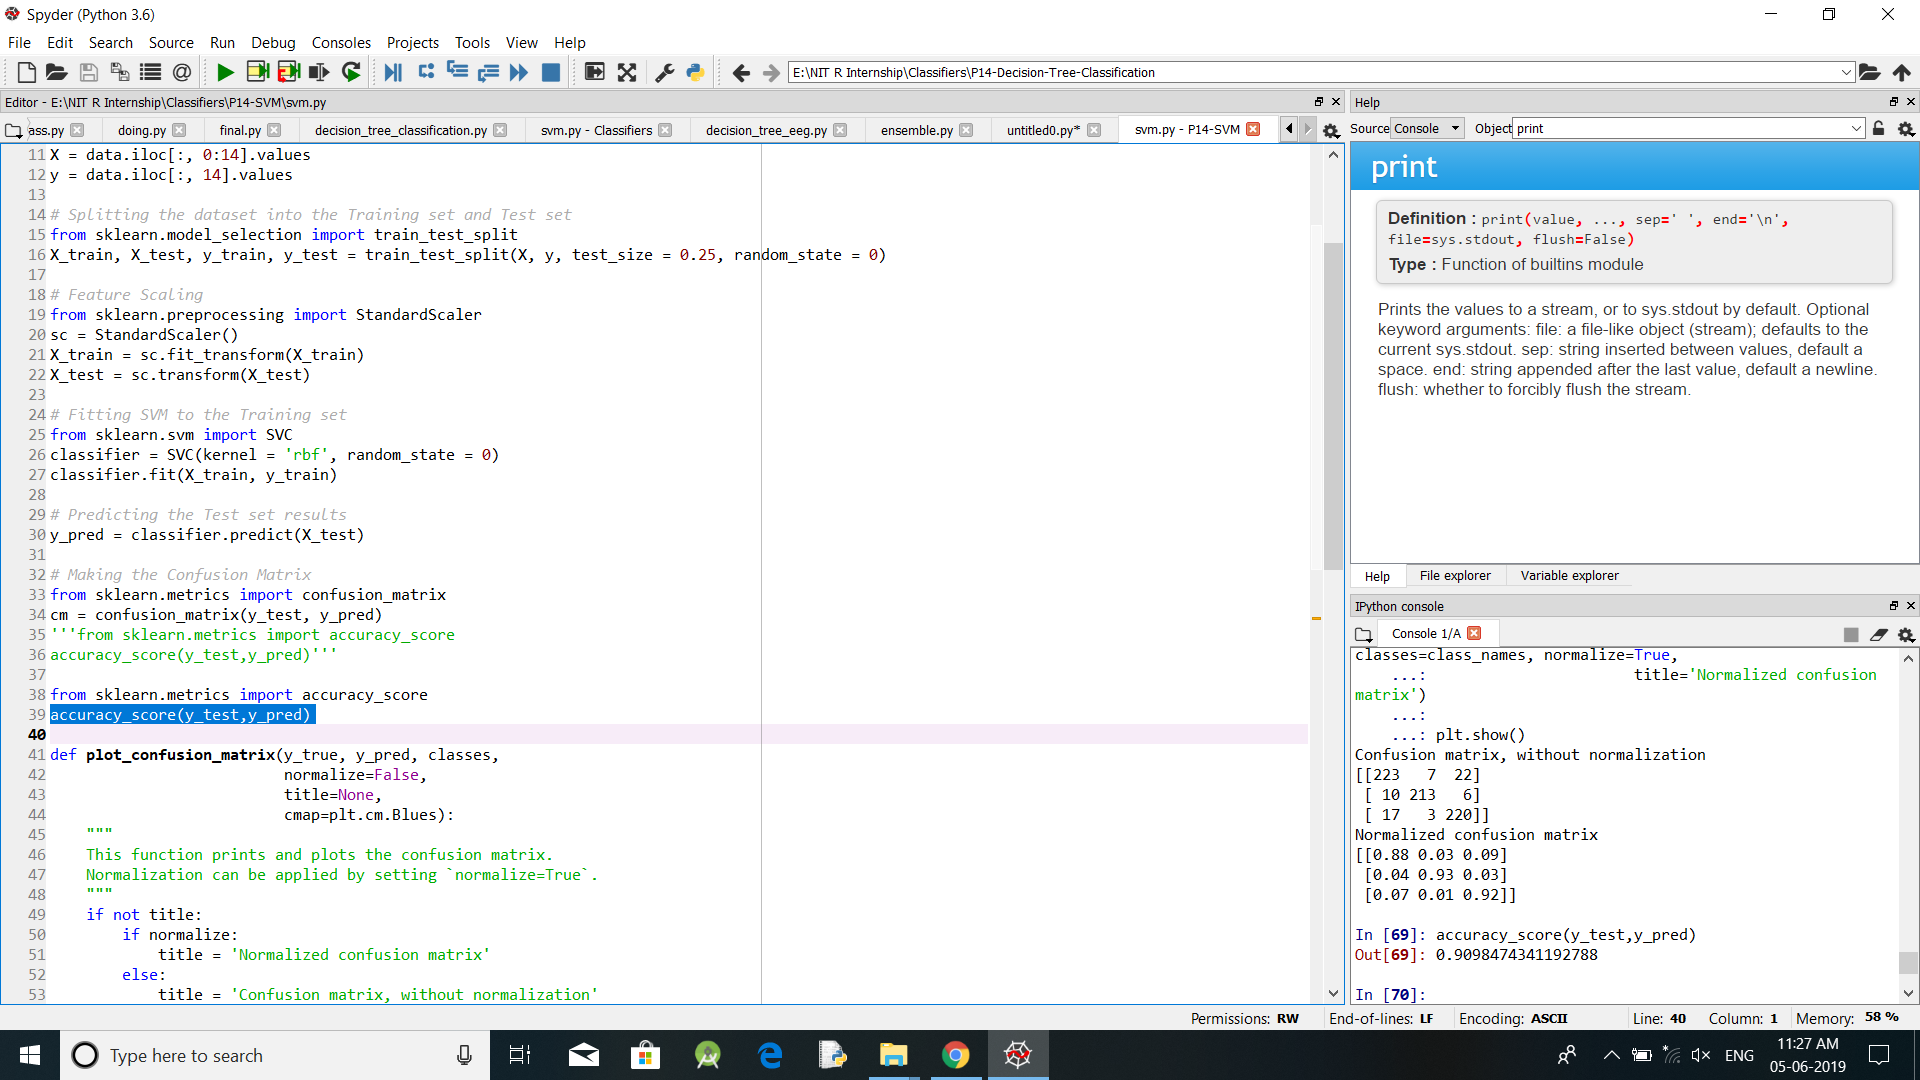 Spyder (Python 3.6)
File Edit Search Source Run Debug Consoles Projects Tools View Help
E:\NIT R Internship\Classifiers\P14-Decision-Tree-Classification
Editor - E:\NIT R Internship\Classifiers\P14-SVM\svm.py
ass.py doing.py final.py decision_tree_classification.py svm.py - Classifiers decision_tree_eeg.py ensemble.py untitled0.py* svm.py - P14-SVM
11 X = data.iloc[:, 0:14].values
12 y = data.iloc[:, 14].values
13
14 # Splitting the dataset into the Training set and Test set
15 from sklearn.model_selection import train_test_split
16 X_train, X_test, y_train, y_test = train_test_split(X, y, test_size = 0.25, random_state = 0)
17
18 # Feature Scaling
19 from sklearn.preprocessing import StandardScaler
20 sc = StandardScaler()
21 X_train = sc.fit_transform(X_train)
22 X_test = sc.transform(X_test)
23
24 # Fitting SVM to the Training set
25 from sklearn.svm import SVC
26 classifier = SVC(kernel = 'rbf', random_state = 0)
27 classifier.fit(X_train, y_train)
28
29 # Predicting the Test set results
30 y_pred = classifier.predict(X_test)
31
32 # Making the Confusion Matrix
33 from sklearn.metrics import confusion_matrix
34 cm = confusion_matrix(y_test, y_pred)
35 '''from sklearn.metrics import accuracy_score
36 accuracy_score(y_test,y_pred)'''
37
38 from sklearn.metrics import accuracy_score
39 accuracy_score(y_test,y_pred)
40
41 def plot_confusion_matrix(y_true, y_pred, classes,
42 normalize=False,
43 title=None,
44 cmap=plt.cm.Blues):
45 """
46 This function prints and plots the confusion matrix.
47 Normalization can be applied by setting `normalize=True`.
48 """
49 if not title:
50 if normalize:
51 title = 'Normalized confusion matrix'
52 else:
53 title = 'Confusion matrix, without normalization'
Help
Source Console Object print
print
Definition : print(value, ..., sep=' ', end='\n',
file=sys.stdout, flush=False)
Type : Function of builtins module
Prints the values to a stream, or to sys.stdout by default. Optional
keyword arguments: file: a file-like object (stream); defaults to the
current sys.stdout. sep: string inserted between values, default a
space. end: string appended after the last value, default a newline.
flush: whether to forcibly flush the stream.
Help File explorer Variable explorer
IPython console
Console 1/A
classes=class_names, normalize=True,
...: title='Normalized confusion
matrix')
...:
...: plt.show()
Confusion matrix, without normalization
[[223 7 22]
[ 10 213 6]
[ 17 3 220]]
Normalized confusion matrix
[[0.88 0.03 0.09]
[0.04 0.93 0.03]
[0.07 0.01 0.92]]
In [69]: accuracy_score(y_test,y_pred)
Out[69]: 0.9098474341192788
In [70]:
Permissions: RW End-of-lines: LF Encoding: ASCII Line: 40 Column: 1 Memory: 58 %
Type here to search
ENG
11:27 AM
05-06-2019